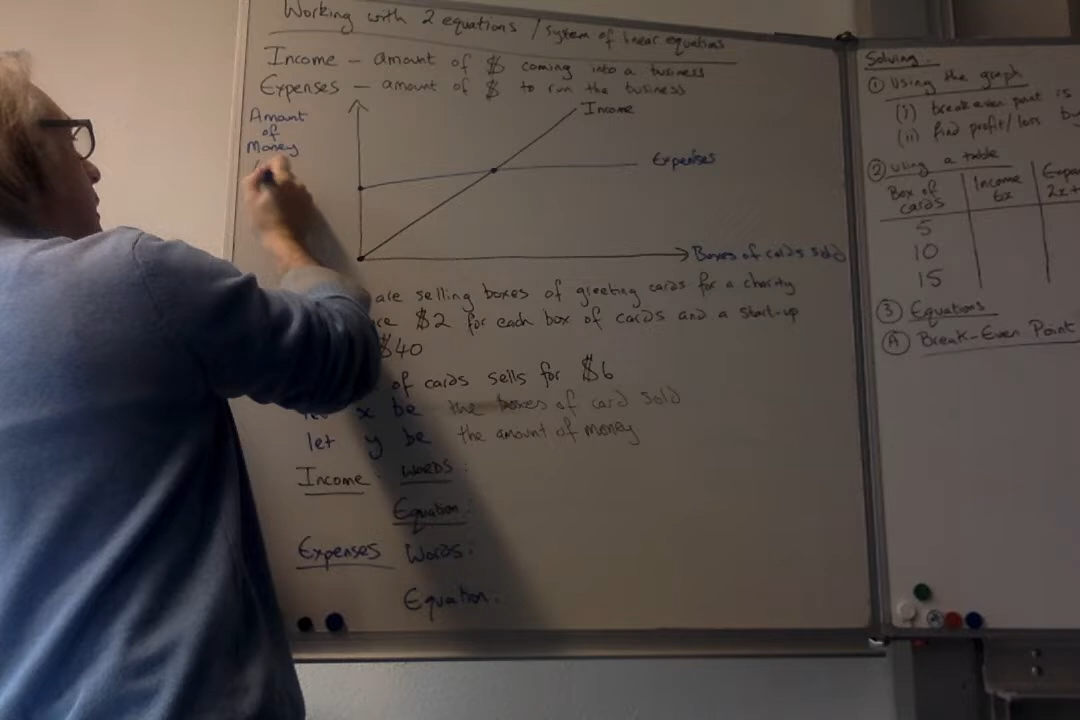 Working with 2 equations / system of linear equations
Income - amount of $ coming into a business
Expenses - amount of $ to run the business
Amount
of
Money
Income
Expenses
Boxes of cards sold
are selling boxes of greeting cards for a charity
$2 for each box of cards and a start-up
$40
of cards sells for $6
let x be the boxes of card sold
let y be the amount of money
Income: Words:
Equation:
Expenses Words:
Equation:
Solving.
① Using the graph
(i) breakeven point is
(ii) find profit/loss by
② Using a table
Box of cards
Income 6x
2x+
5
10
15
③ Equations
Ⓐ Break-Even Point